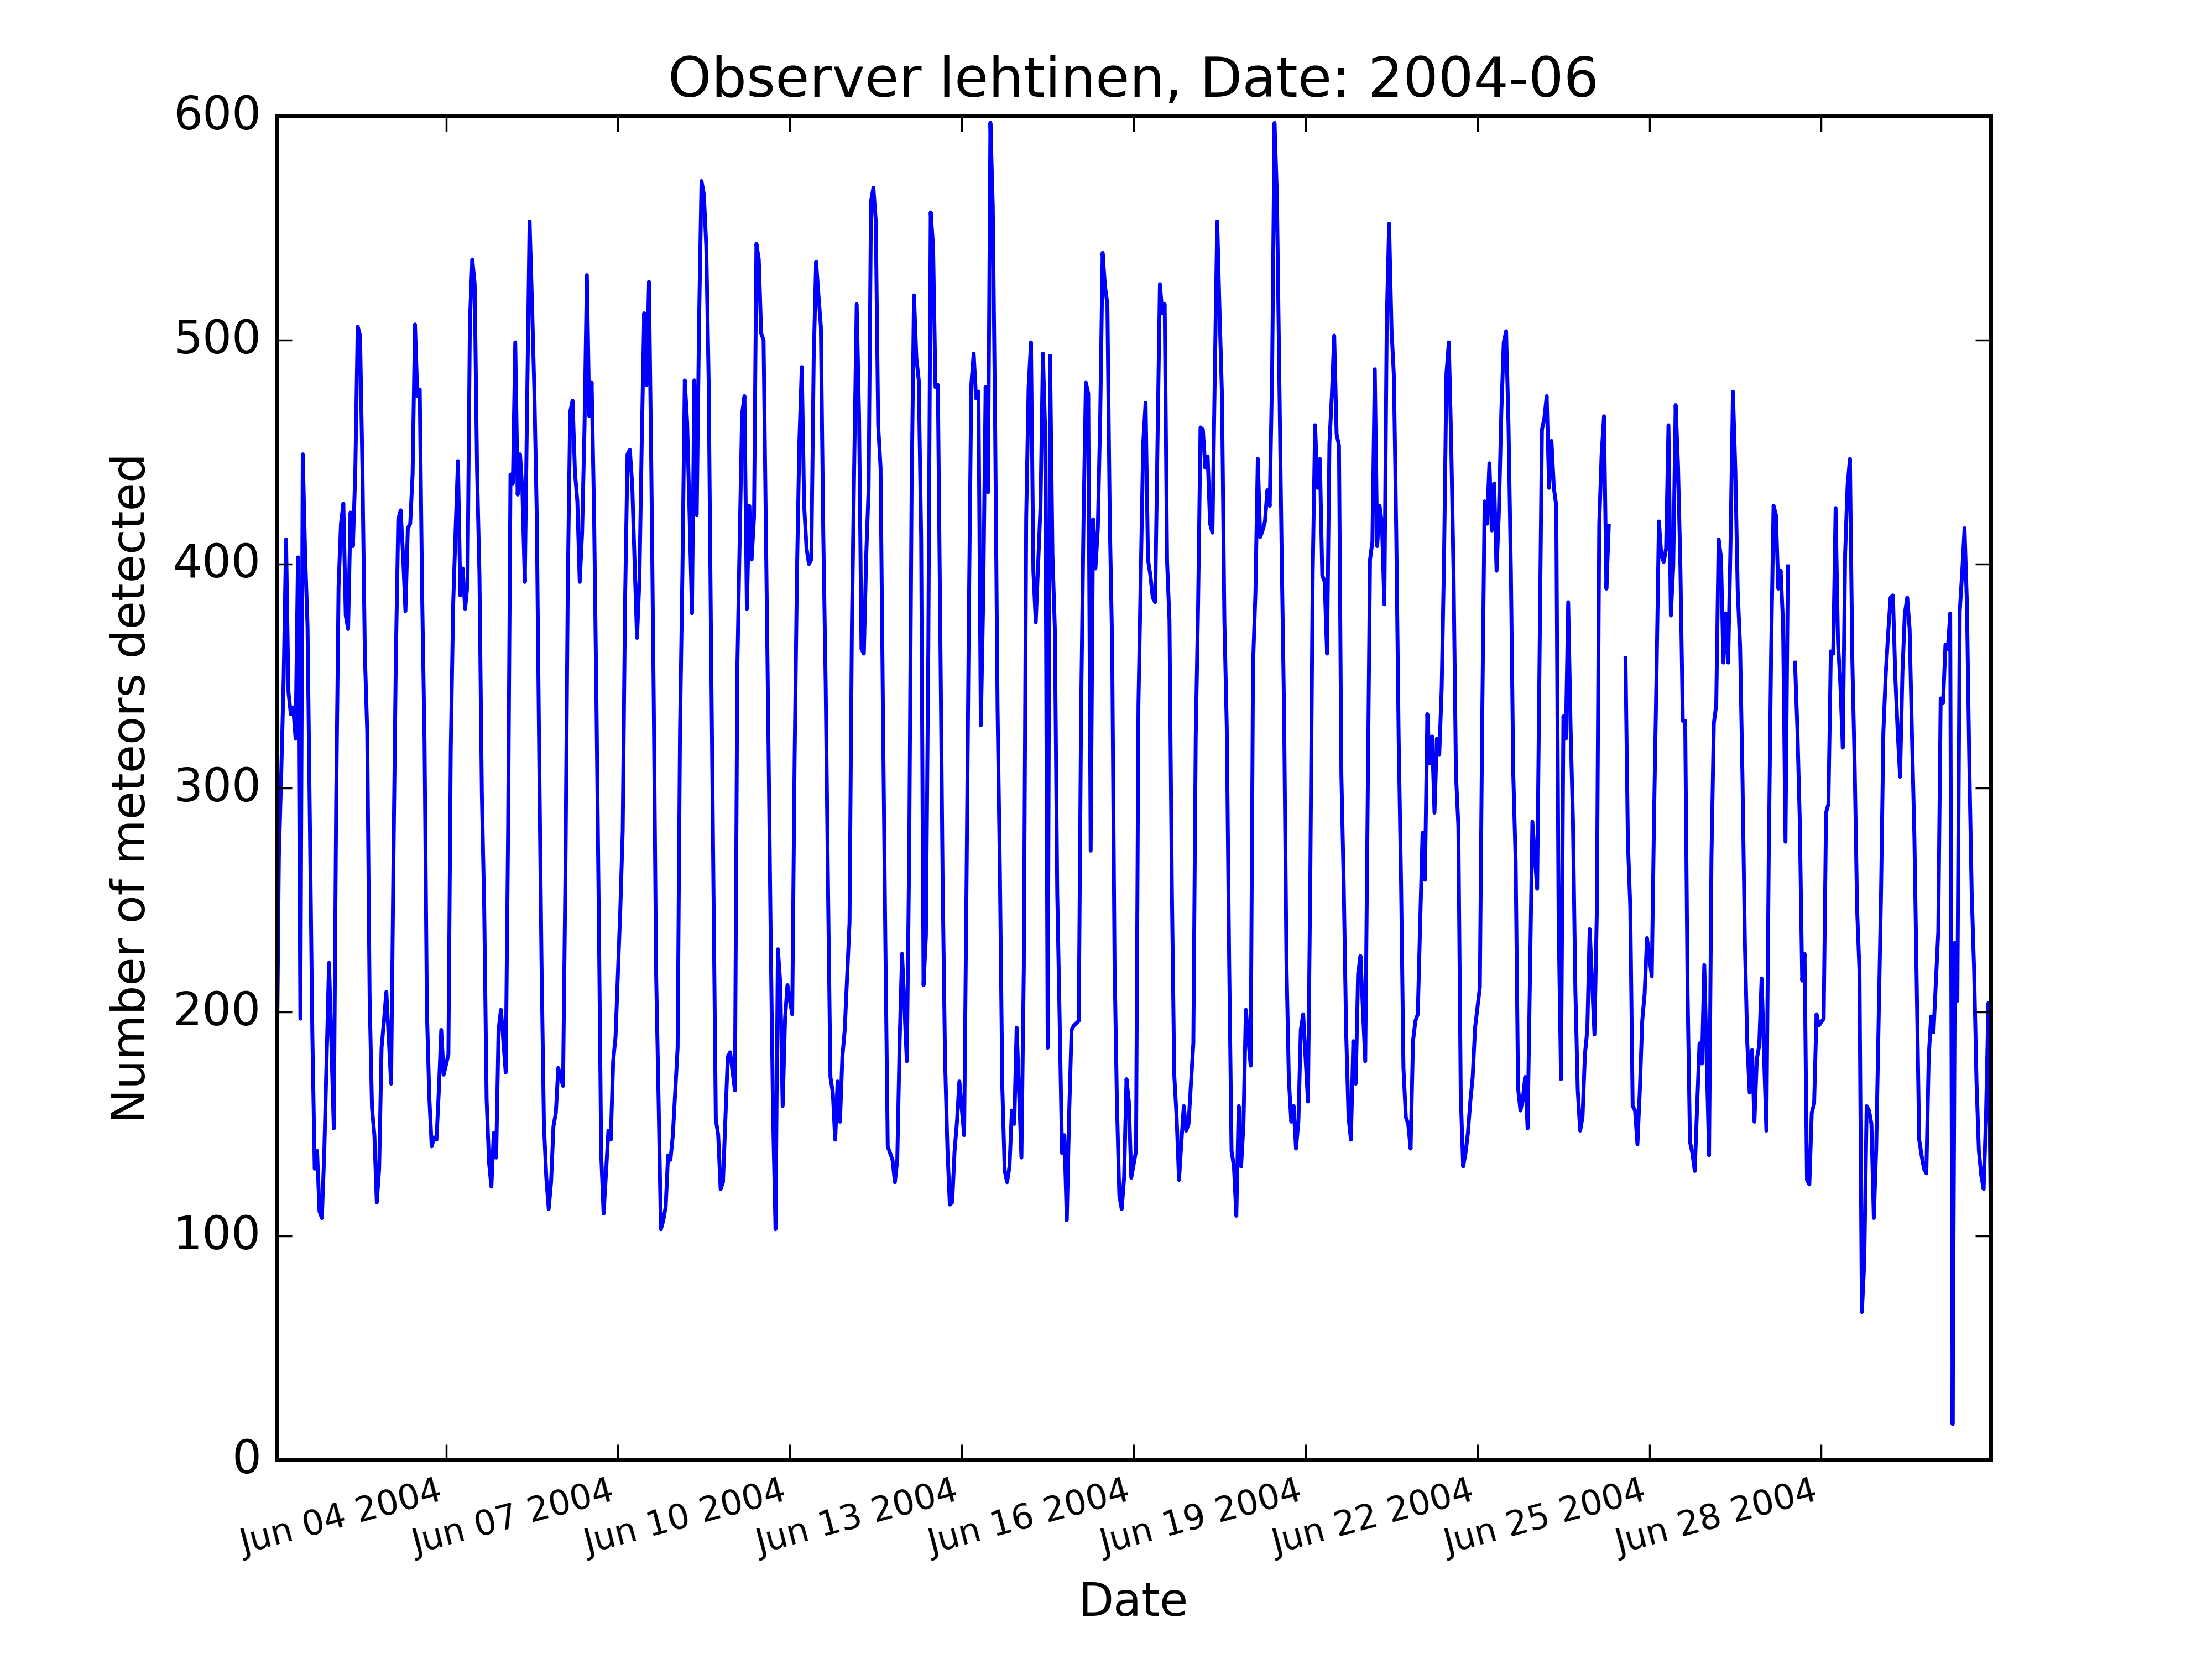 Observer lehtinen, Date: 2004-06
600
500
400
300
200
100
0
Number of meteors detected
Jun 04 2004
Jun 07 2004
Jun 10 2004
Jun 13 2004
Jun 16 2004
Jun 19 2004
Jun 22 2004
Jun 25 2004
Jun 28 2004
Date